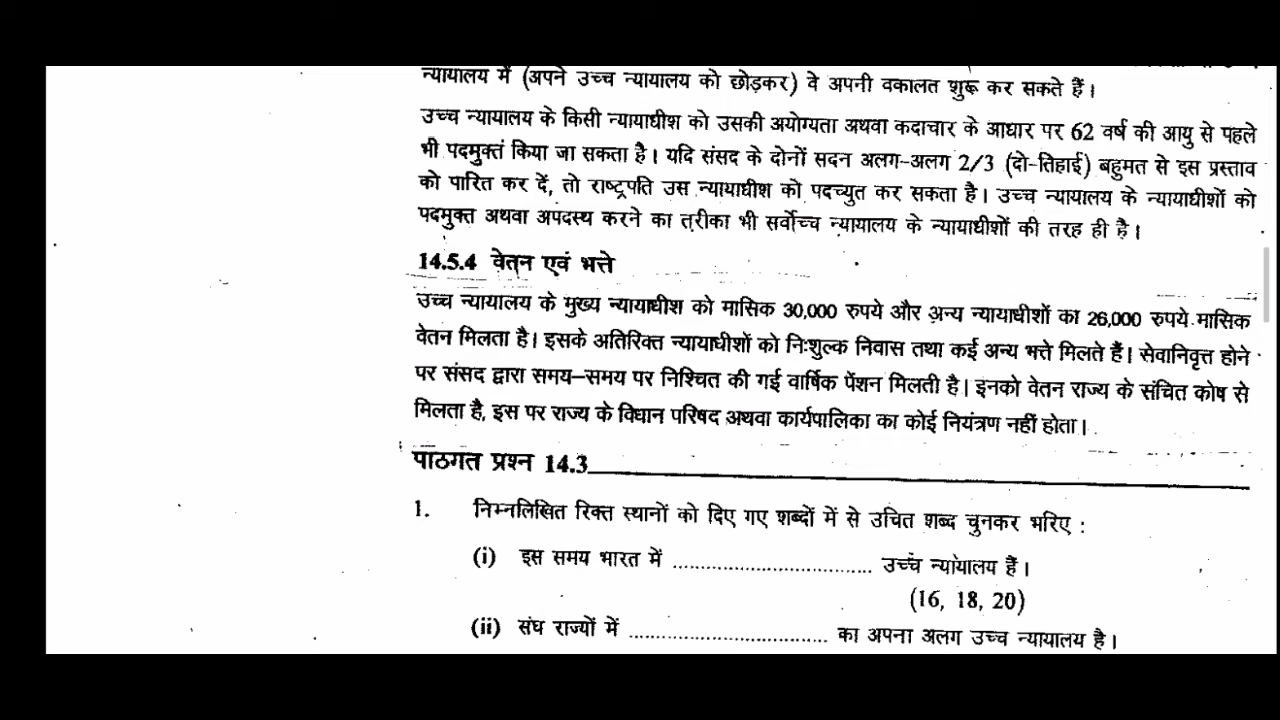 न्यायालय में (अपने उच्च न्यायालय को छोड़कर) वे अपनी वकालत शुरू कर सकते हैं।
उच्च न्यायालय के किसी न्यायाधीश को उसकी अयोग्यता अथवा कदाचार के आधार पर 62 वर्ष की आयु से पहले
भी पदमुक्त किया जा सकता है। यदि संसद के दोनों सदन अलग-अलग 2/3 (दो-तिहाई) बहुमत से इस प्रस्ताव
को पारित कर दें, तो राष्ट्रपति उस न्यायाधीश को पदच्युत कर सकता है। उच्च न्यायालय के न्यायाधीशों को
पदमुक्त अथवा अपदस्थ करने का तरीका भी सर्वोच्च न्यायालय के न्यायाधीशों की तरह ही है।
14.5.4 वेतन एवं भत्ते
उच्च न्यायालय के मुख्य न्यायाधीश को मासिक 30,000 रुपये और अन्य न्यायाधीशों का 26,000 रुपये मासिक
वेतन मिलता है। इसके अतिरिक्त न्यायाधीशों को निःशुल्क निवास तथा कई अन्य भत्ते मिलते हैं। सेवानिवृत्त होने
पर संसद द्वारा समय-समय पर निश्चित की गई वार्षिक पेंशन मिलती है। इनको वेतन राज्य के संचित कोष से
मिलता है, इस पर राज्य के विधान परिषद अथवा कार्यपालिका का कोई नियंत्रण नहीं होता।
पाठगत प्रश्न 14.3
1. निम्नलिखित रिक्त स्थानों को दिए गए शब्दों में से उचित शब्द चुनकर भरिए :
(i) इस समय भारत में .................................. उच्च न्यायालय हैं।
(16, 18, 20)
(ii) संघ राज्यों में .................................. का अपना अलग उच्च न्यायालय है।